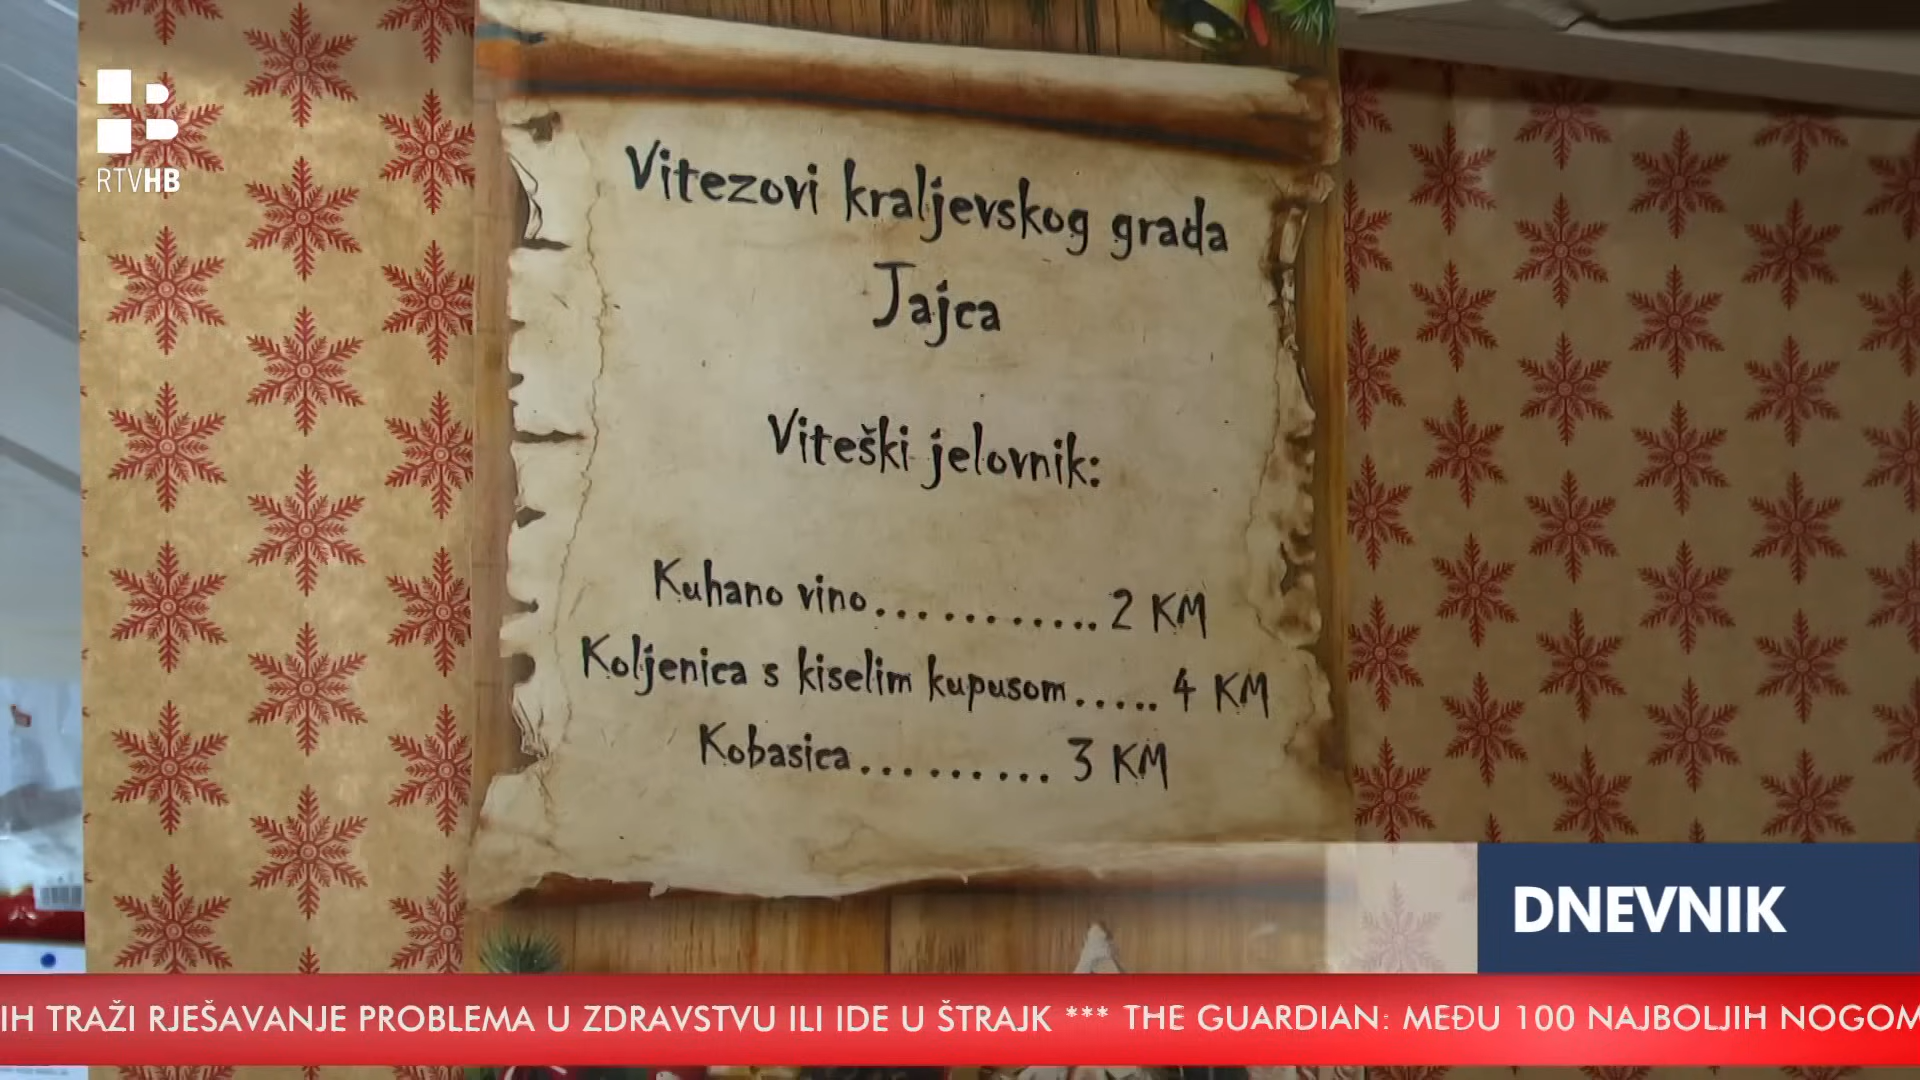 RTVHB
Vitezovi kraljevskog grada
Jajca
Viteški jelovnik:
Kuhano vino........... 2 KM
Koljenica s kiselim kupusom..... 4 KM
Kobasica......... 3 KM
DNEVNIK
IH TRAŽI RJEŠAVANJE PROBLEMA U ZDRAVSTVU ILI IDE U ŠTRAJK *** THE GUARDIAN: MEĐU 100 NAJBOLJIH NOGOM